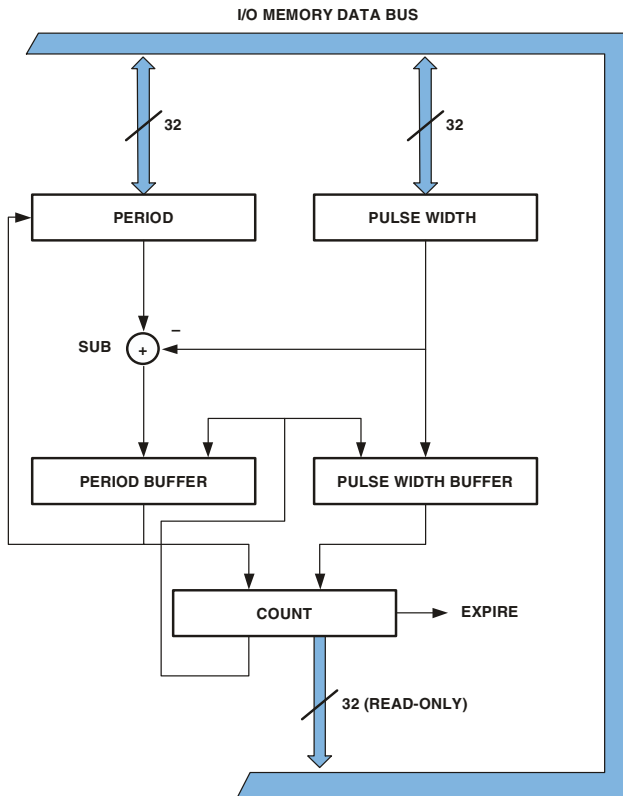 I/O MEMORY DATA BUS
32
32
PERIOD
PULSE WIDTH
–
SUB
+
PERIOD BUFFER
PULSE WIDTH BUFFER
COUNT
EXPIRE
32 (READ-ONLY)